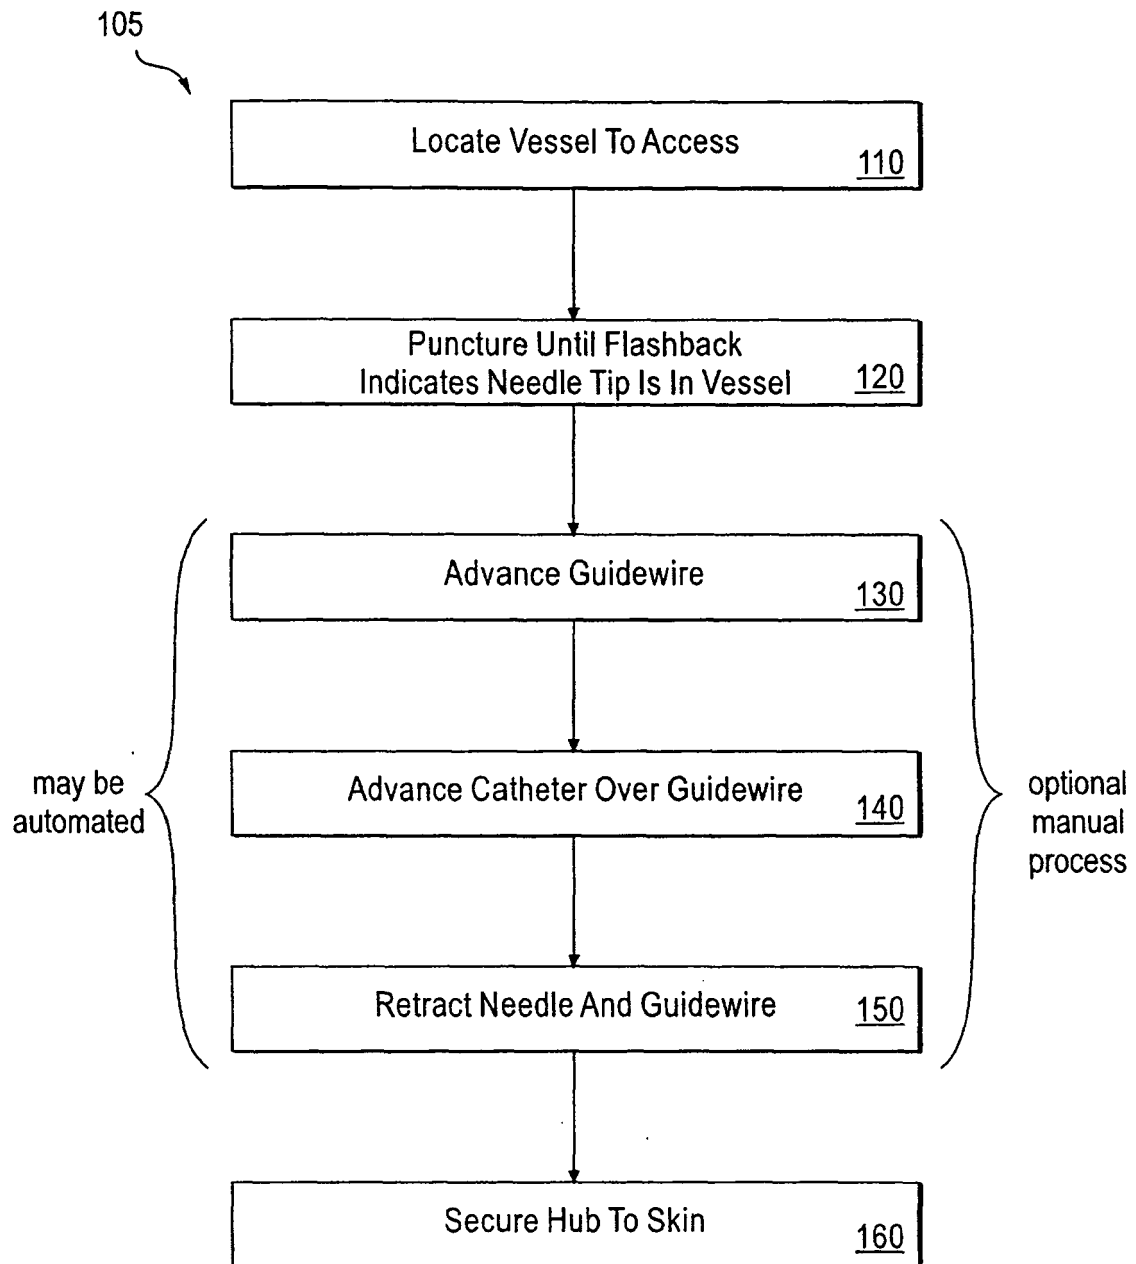 105
Locate Vessel To Access
110
Puncture Until Flashback
Indicates Needle Tip Is In Vessel
120
Advance Guidewire
130
may be
automated
Advance Catheter Over Guidewire
140
optional
manual
process
Retract Needle And Guidewire
150
Secure Hub To Skin
160